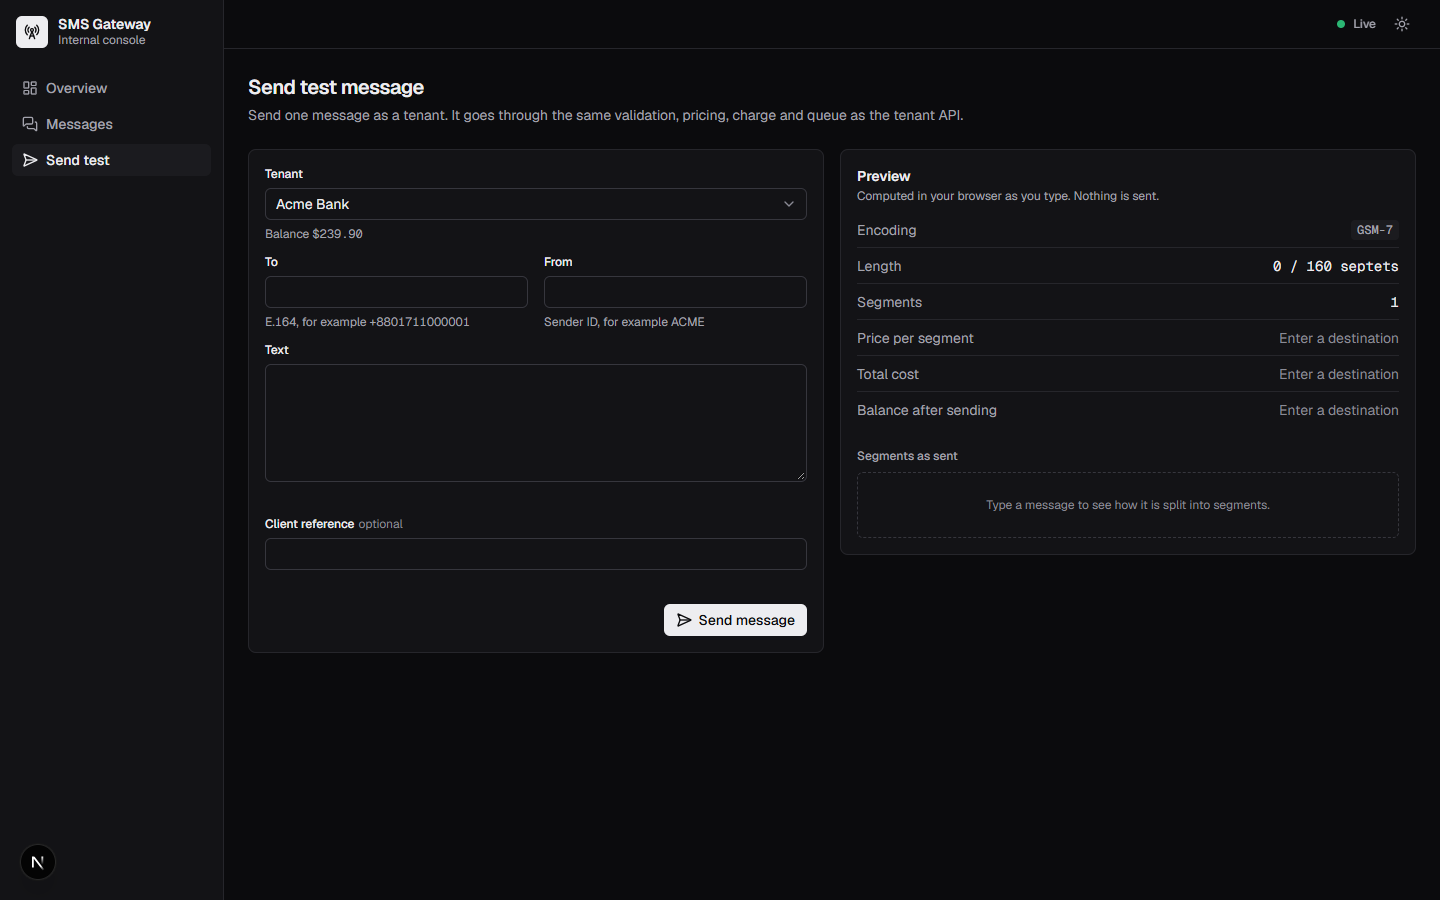 SMS Gateway
Internal console
Overview
Messages
Send test
Live
Send test message
Send one message as a tenant. It goes through the same validation, pricing, charge and queue as the tenant API.
Tenant
Acme Bank
Balance $239.90
To
From
E.164, for example +8801711000001
Sender ID, for example ACME
Text
Client reference optional
Send message
Preview
Computed in your browser as you type. Nothing is sent.
Encoding GSM-7
Length 0 / 160 septets
Segments 1
Price per segment Enter a destination
Total cost Enter a destination
Balance after sending Enter a destination
Segments as sent
Type a message to see how it is split into segments.
N